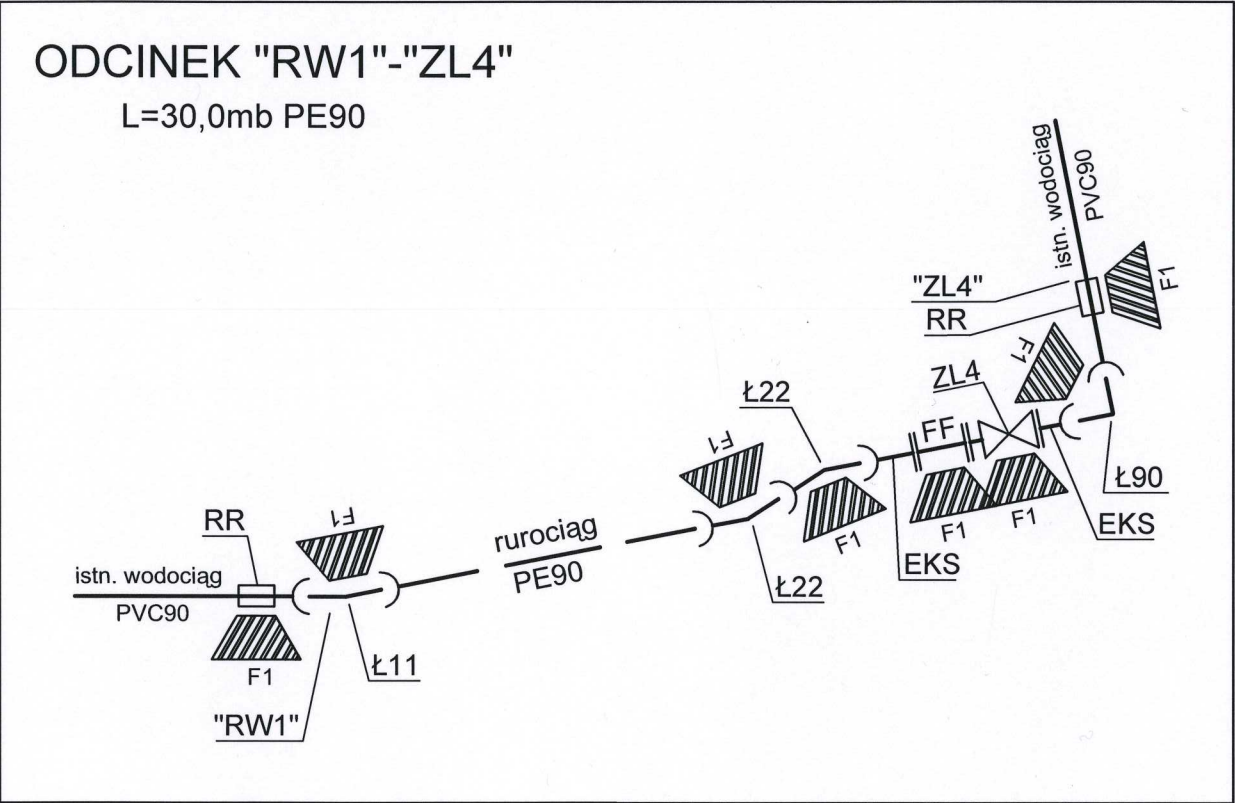 ODCINEK "RW1"-"ZL4"
L=30,0mb PE90
istn. wodociąg
PVC90
"ZL4"
RR
F1
F1
ZL4
Ł22
F1
FF
Ł90
EKS
F1
F1
F1
EKS
Ł22
rurociąg
PE90
RR
F1
istn. wodociąg
PVC90
F1
Ł11
"RW1"